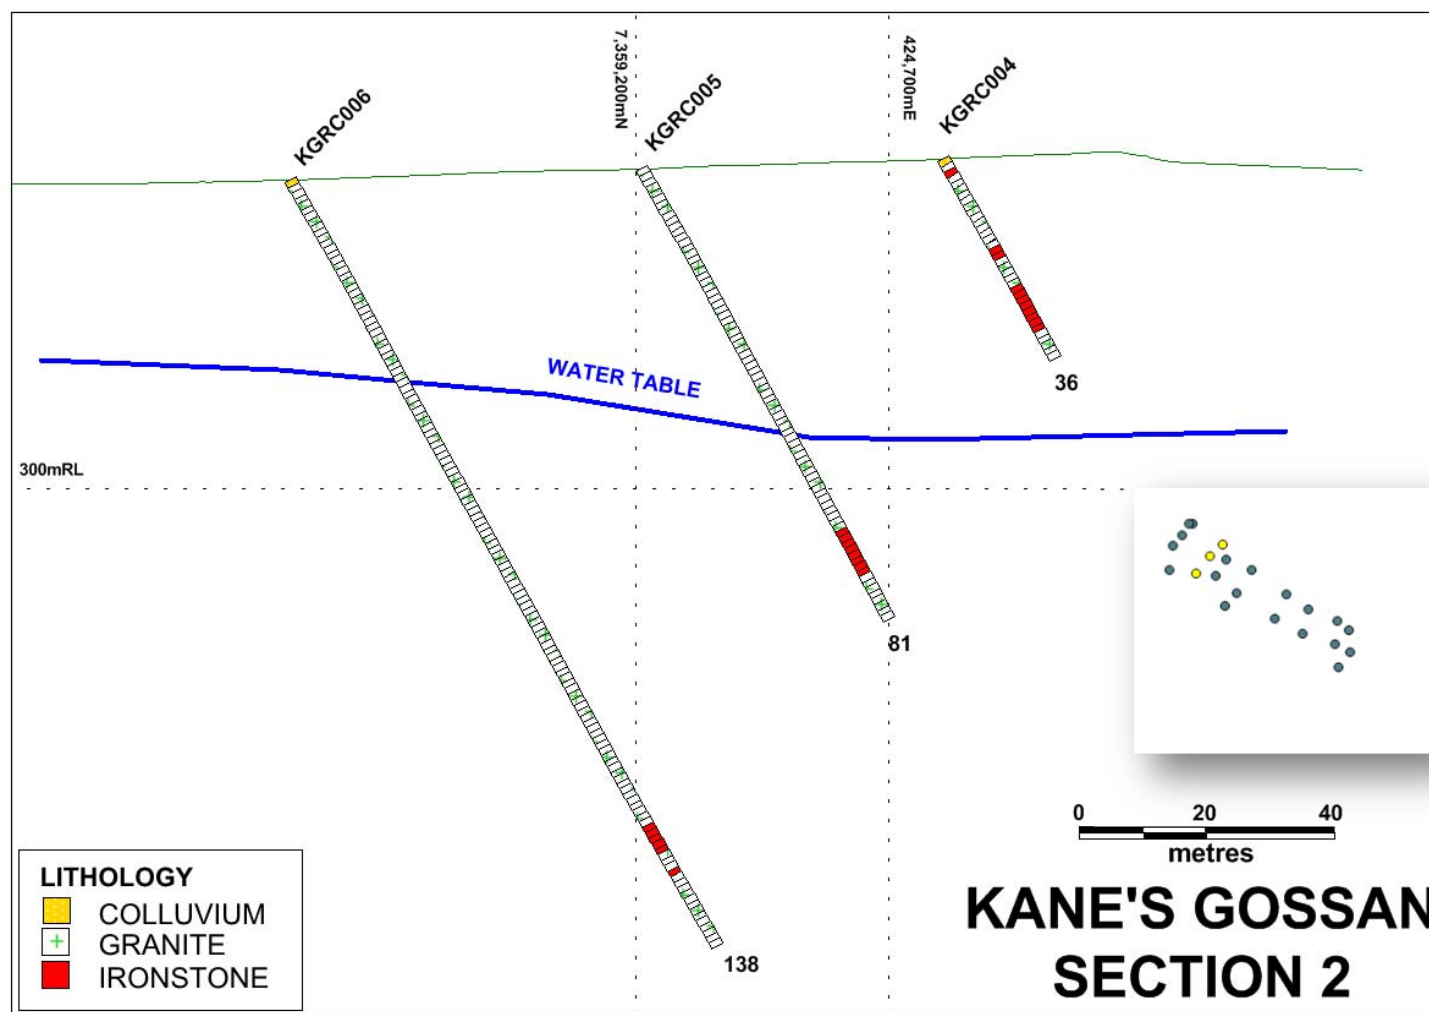 7,359,200mN
424,700mE
KGRC006
KGRC005
KGRC004
WATER TABLE
36
300mRL
81
138
0 20 40
metres
LITHOLOGY
COLLUVIUM
GRANITE
IRONSTONE
KANE'S GOSSAN
SECTION 2